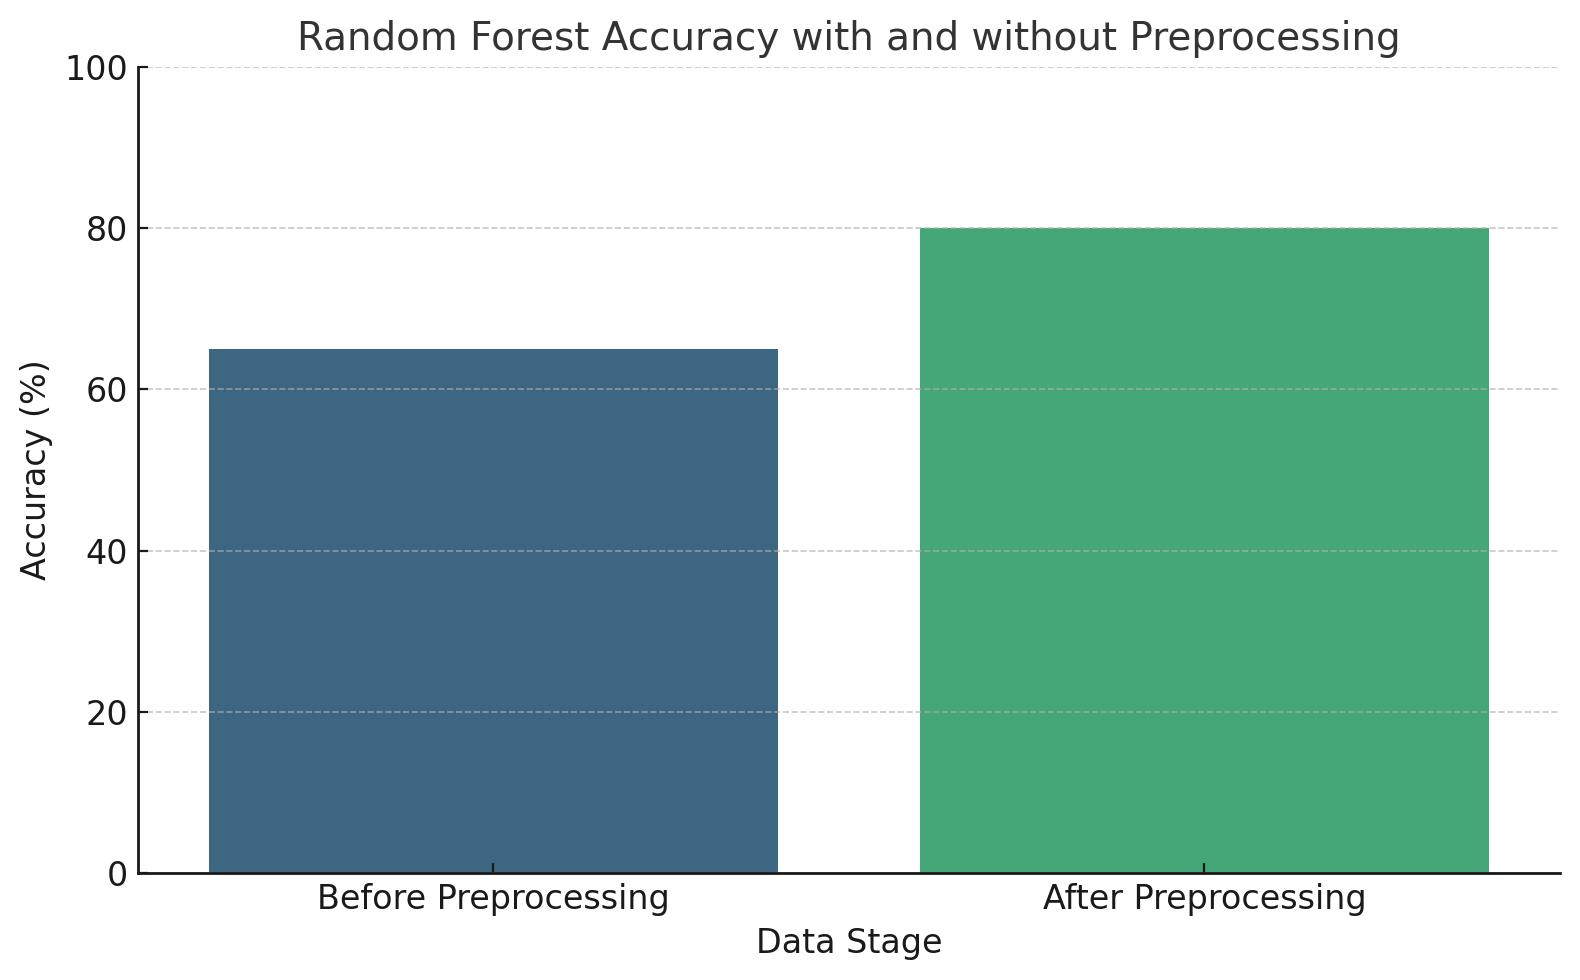 Random Forest Accuracy with and without Preprocessing
100
80
60
40
20
0
Accuracy (%)
Before Preprocessing
After Preprocessing
Data Stage